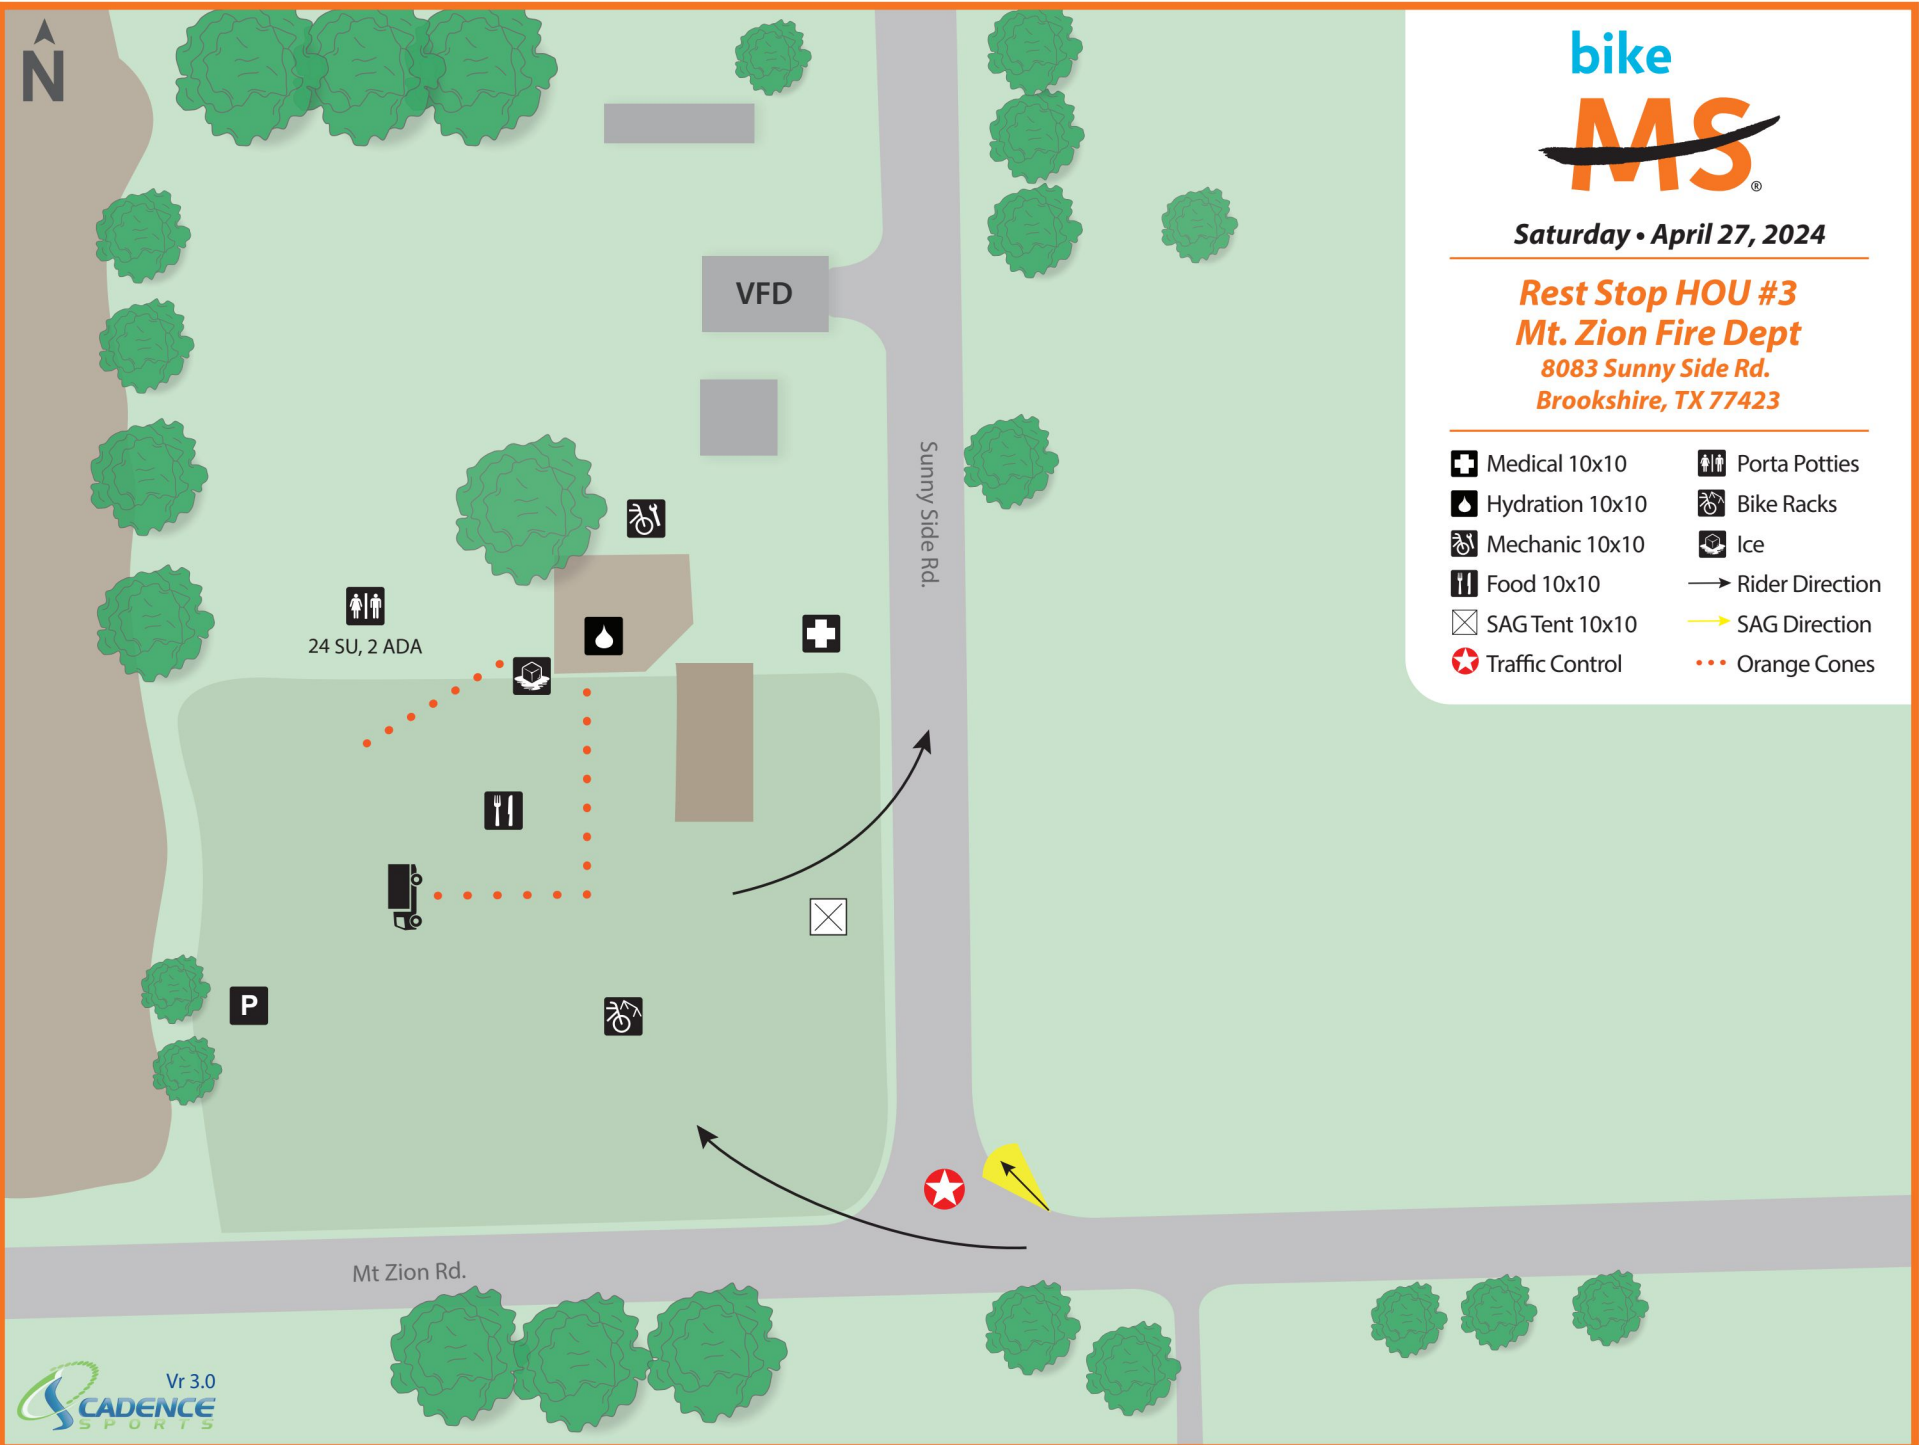 N
bike
MS®
Saturday • April 27, 2024
Rest Stop HOU #3
Mt. Zion Fire Dept
8083 Sunny Side Rd.
Brookshire, TX 77423
Medical 10x10
Hydration 10x10
Mechanic 10x10
Food 10x10
SAG Tent 10x10
Traffic Control
Porta Potties
Bike Racks
Ice
Rider Direction
SAG Direction
Orange Cones
VFD
Sunny Side Rd.
24 SU, 2 ADA
P
Mt Zion Rd.
Vr 3.0
CADENCE
SPORTS